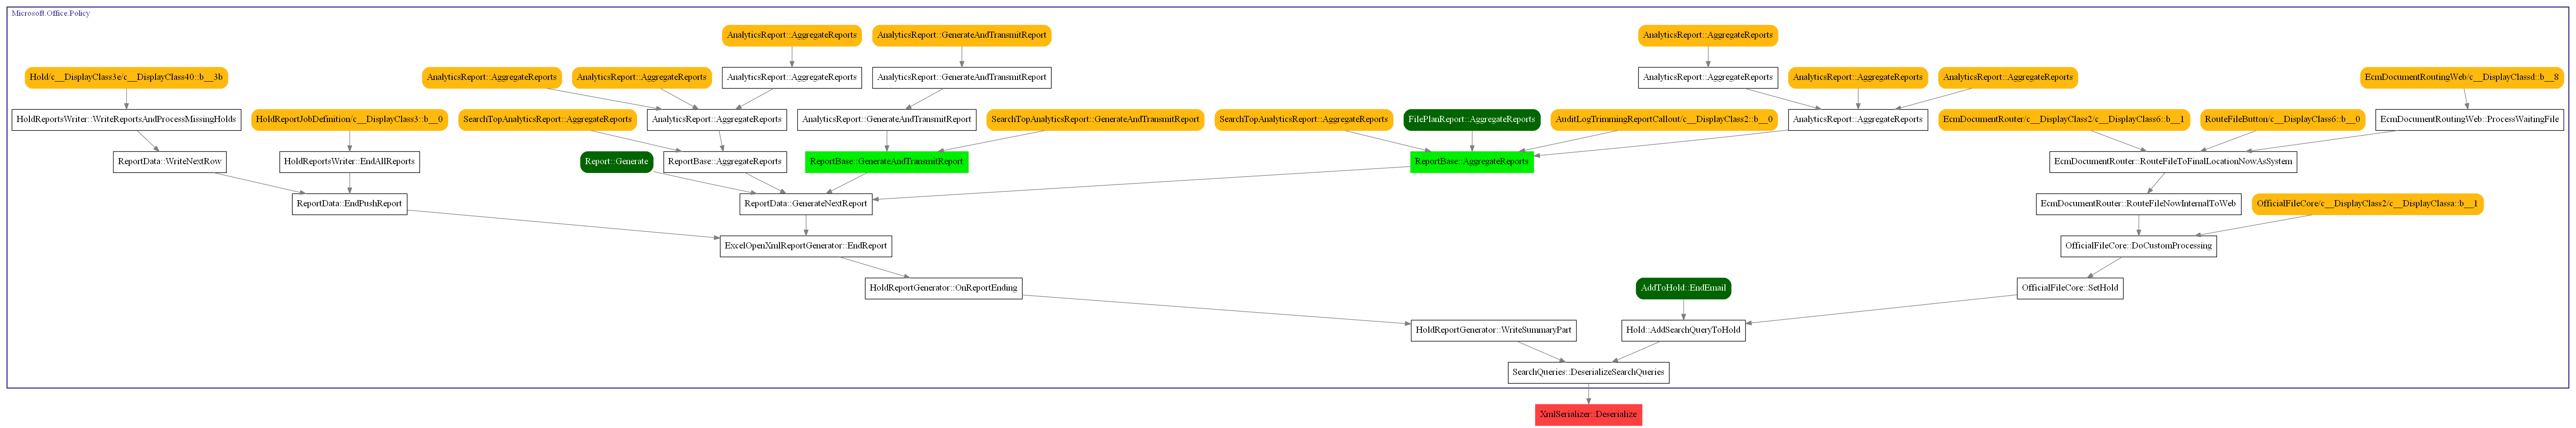 Microsoft.Office.Policy
AnalyticsReport::AggregateReports
AnalyticsReport::GenerateAndTransmitReport
AnalyticsReport::AggregateReports
Hold/c__DisplayClass3e/c__DisplayClass40::b__3b
AnalyticsReport::AggregateReports
AnalyticsReport::AggregateReports
AnalyticsReport::AggregateReports
AnalyticsReport::GenerateAndTransmitReport
AnalyticsReport::AggregateReports
AnalyticsReport::AggregateReports
AnalyticsReport::AggregateReports
EcmDocumentRoutingWeb/c__DisplayClassd::b__8
HoldReportsWriter::WriteReportsAndProcessMissingHolds
HoldReportJobDefinition/c__DisplayClass3::b__0
SearchTopAnalyticsReport::AggregateReports
AnalyticsReport::AggregateReports
AnalyticsReport::GenerateAndTransmitReport
SearchTopAnalyticsReport::GenerateAndTransmitReport
SearchTopAnalyticsReport::AggregateReports
FilePlanReport::AggregateReports
AuditLogTrimmingReportCallout/c__DisplayClass2::b__0
AnalyticsReport::AggregateReports
EcmDocumentRouter/c__DisplayClass2/c__DisplayClass6::b__1
RouteFileButton/c__DisplayClass6::b__0
EcmDocumentRoutingWeb::ProcessWaitingFile
ReportData::WriteNextRow
HoldReportsWriter::EndAllReports
Report::Generate
ReportBase::AggregateReports
ReportBase::GenerateAndTransmitReport
ReportBase::AggregateReports
EcmDocumentRouter::RouteFileToFinalLocationNowAsSystem
ReportData::EndPushReport
ReportData::GenerateNextReport
EcmDocumentRouter::RouteFileNowInternalToWeb
OfficialFileCore/c__DisplayClass2/c__DisplayClassa::b__1
ExcelOpenXmlReportGenerator::EndReport
OfficialFileCore::DoCustomProcessing
HoldReportGenerator::OnReportEnding
AddToHold::EndEmail
OfficialFileCore::SetHold
HoldReportGenerator::WriteSummaryPart
Hold::AddSearchQueryToHold
SearchQueries::DeserializeSearchQueries
XmlSerializer::Deserialize